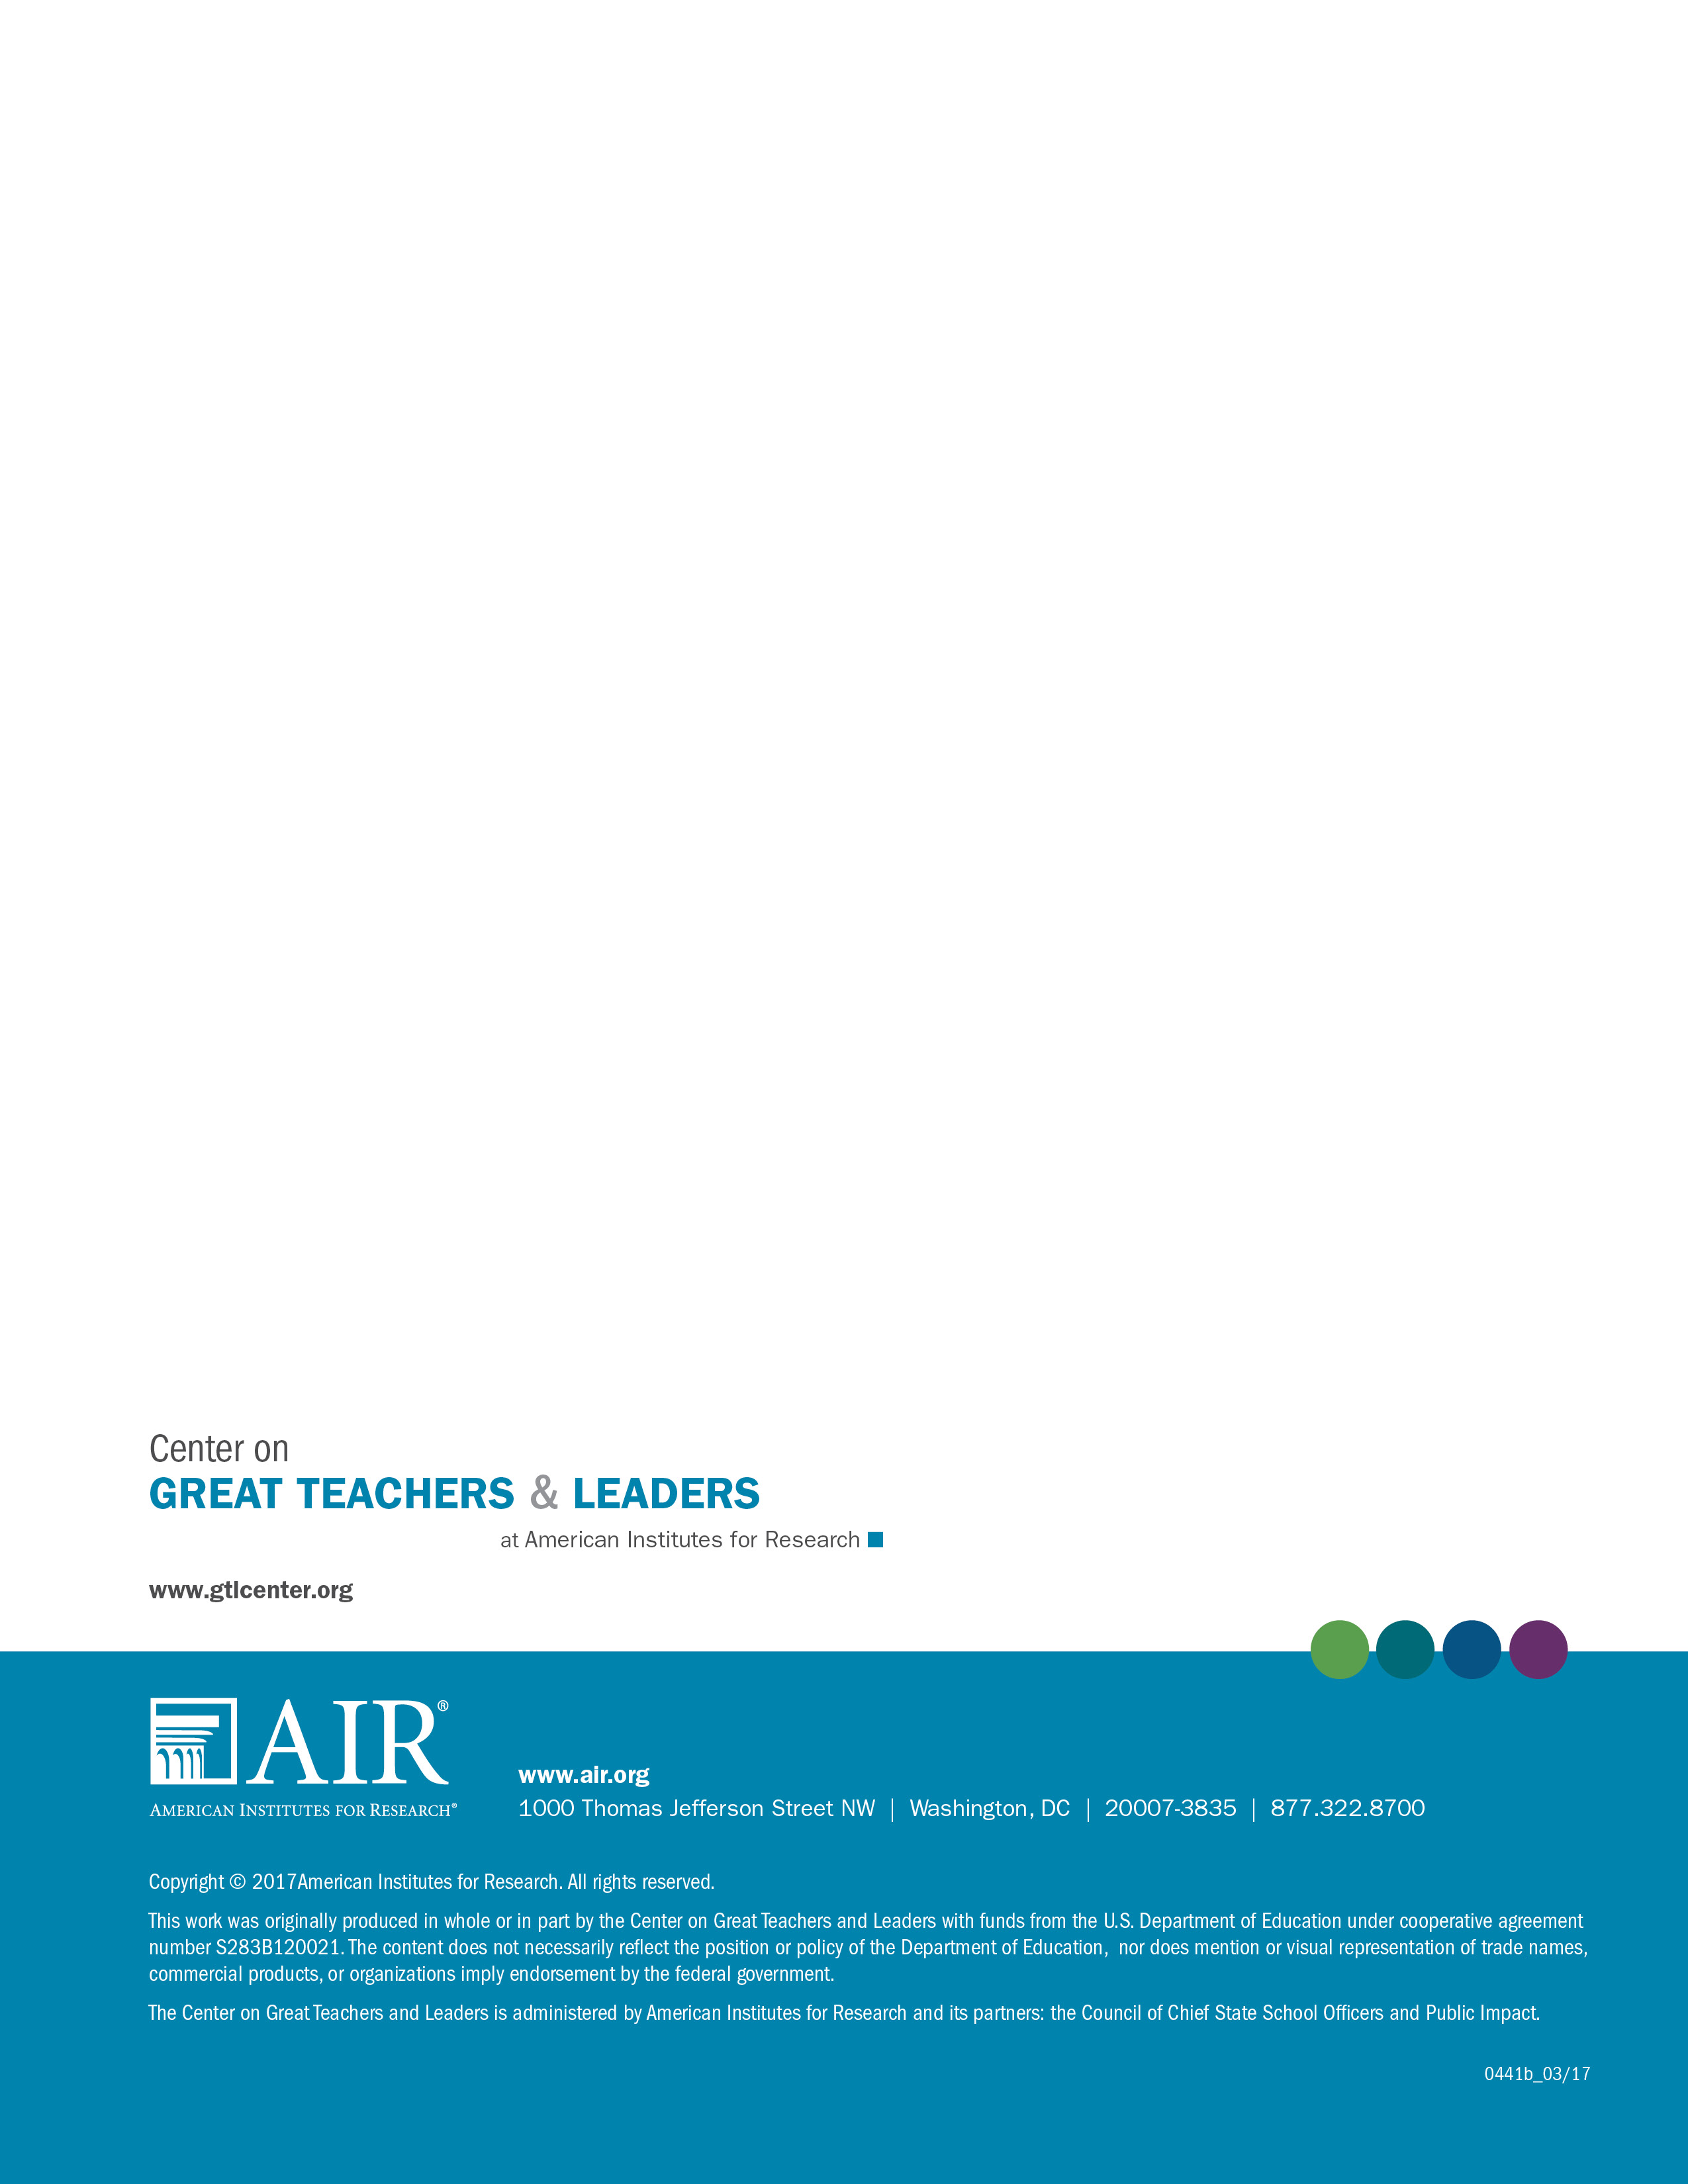 Center on
GREAT TEACHERS & LEADERS
at American Institutes for Research
www.gtlcenter.org
AIR®
AMERICAN INSTITUTES FOR RESEARCH®
www.air.org
1000 Thomas Jefferson Street NW | Washington, DC | 20007-3835 | 877.322.8700
Copyright © 2017American Institutes for Research. All rights reserved.
This work was originally produced in whole or in part by the Center on Great Teachers and Leaders with funds from the U.S. Department of Education under cooperative agreement
number S283B120021. The content does not necessarily reflect the position or policy of the Department of Education,  nor does mention or visual representation of trade names,
commercial products, or organizations imply endorsement by the federal government.
The Center on Great Teachers and Leaders is administered by American Institutes for Research and its partners: the Council of Chief State School Officers and Public Impact.
0441b_03/17